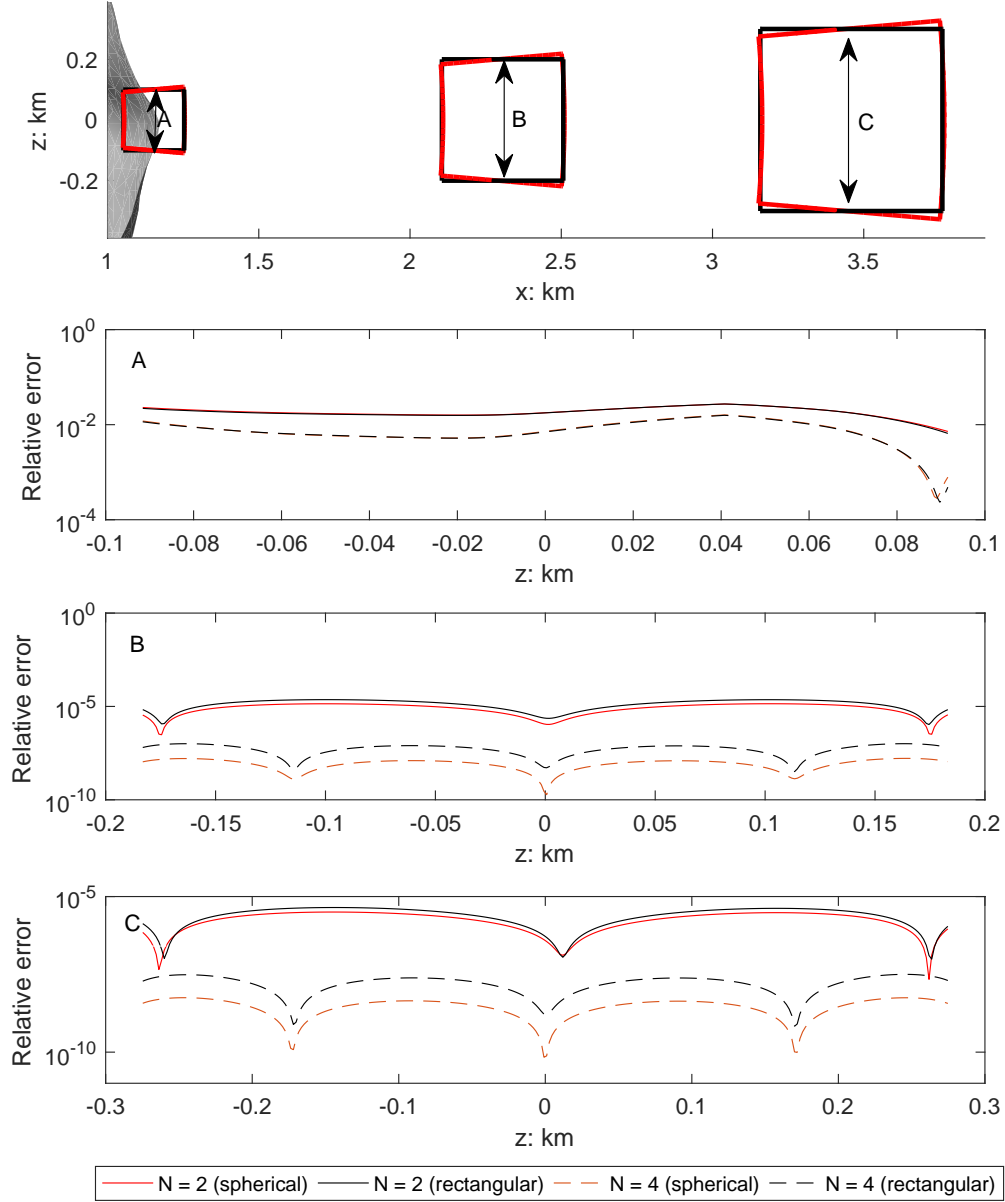 0.2
0
-0.2
z: km
A
B
C
1
1.5
2
2.5
3
3.5
x: km
A
10^0
10^-2
10^-4
Relative error
-0.1
-0.08
-0.06
-0.04
-0.02
0
0.02
0.04
0.06
0.08
0.1
z: km
B
10^0
10^-5
10^-10
Relative error
-0.2
-0.15
-0.1
-0.05
0
0.05
0.1
0.15
0.2
z: km
C
10^-5
10^-10
Relative error
-0.3
-0.2
-0.1
0
0.1
0.2
0.3
z: km
N = 2 (spherical)
N = 2 (rectangular)
N = 4 (spherical)
N = 4 (rectangular)